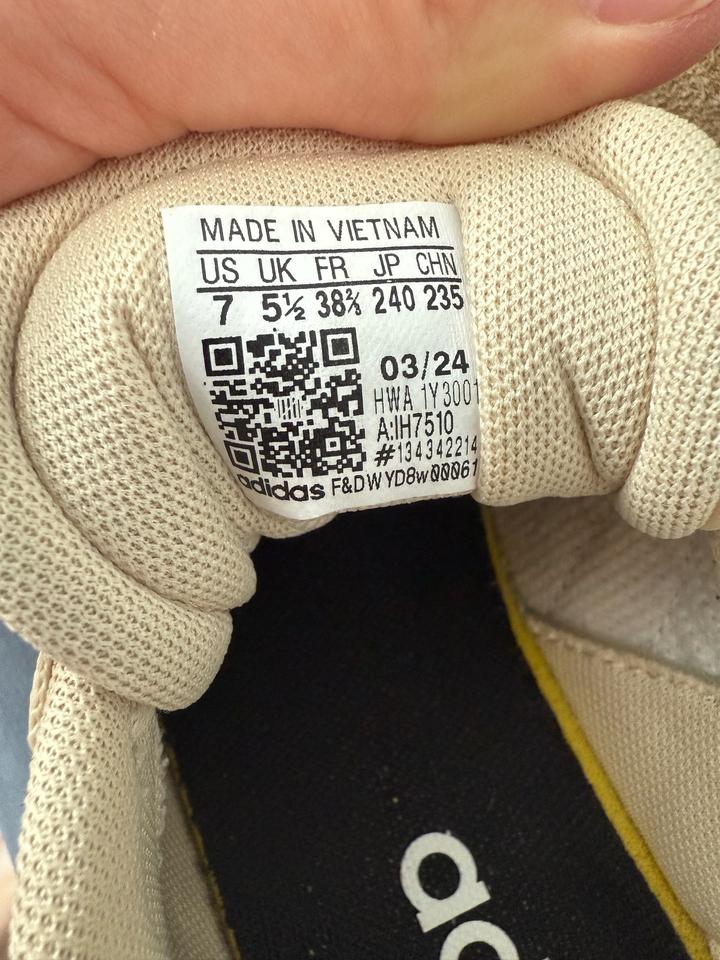 MADE IN VIETNAM
US UK FR JP CHN
7 5½ 38⅔ 240 235
03/24
HWA 1Y3001
A:IH7510
#134342214
adidas F&DWYD8w00061
ad